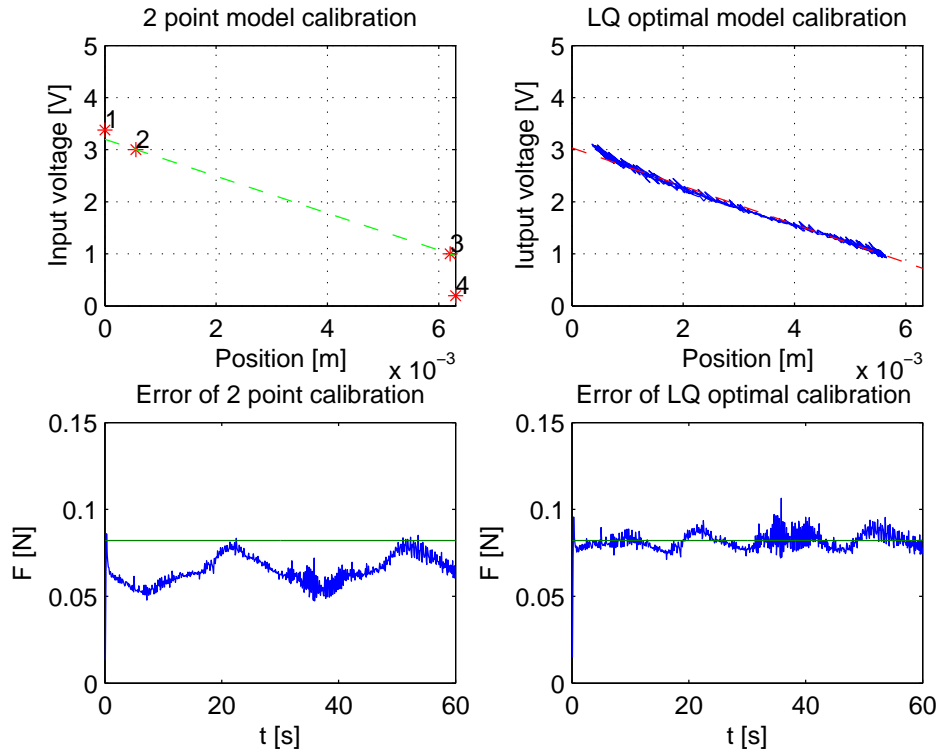 2 point model calibration
5
4
3
2
1
0
Input voltage [V]
1
2
3
4
0 2 4 6
Position [m]
x 10⁻³
LQ optimal model calibration
5
4
3
2
1
0
Iutput voltage [V]
0 2 4 6
Position [m]
x 10⁻³
Error of 2 point calibration
0.15
0.1
0.05
0
F [N]
0 20 40 60
t [s]
Error of LQ optimal calibration
0.15
0.1
0.05
0
F [N]
0 20 40 60
t [s]